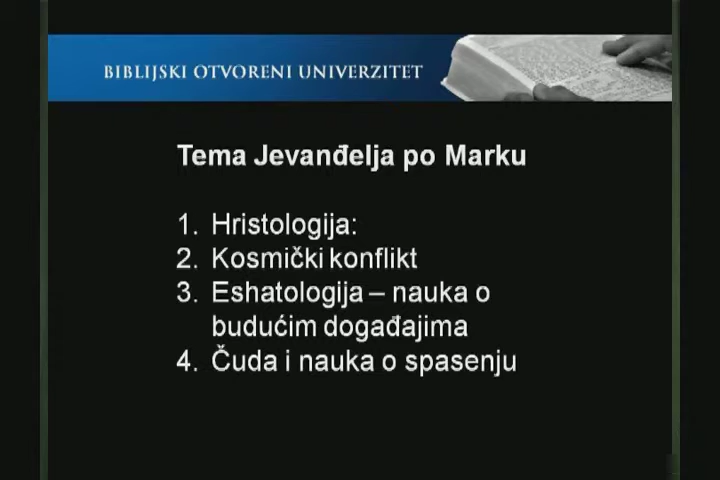 BIBLIJSKI OTVORENI UNIVERZITET
Tema Jevanđelja po Marku
1. Hristologija:
2. Kosmički konflikt
3. Eshatologija – nauka o
budućim događajima
4. Čuda i nauka o spasenju